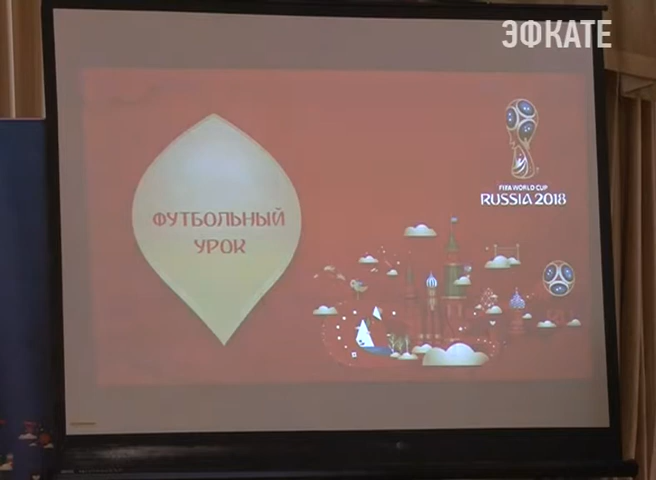 ЭФКАТЕ
ФУТБОЛЬНЫЙ
УРОК
FIFA WORLD CUP
RUSSIA 2018